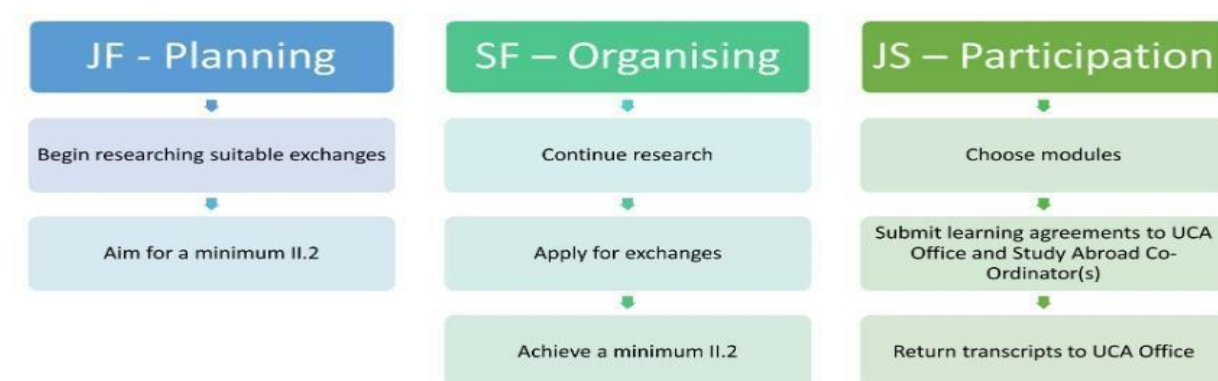 JF - Planning
Begin researching suitable exchanges
Aim for a minimum II.2
SF – Organising
Continue research
Apply for exchanges
Achieve a minimum II.2
JS – Participation
Choose modules
Submit learning agreements to UCA
Office and Study Abroad Co-
Ordinator(s)
Return transcripts to UCA Office